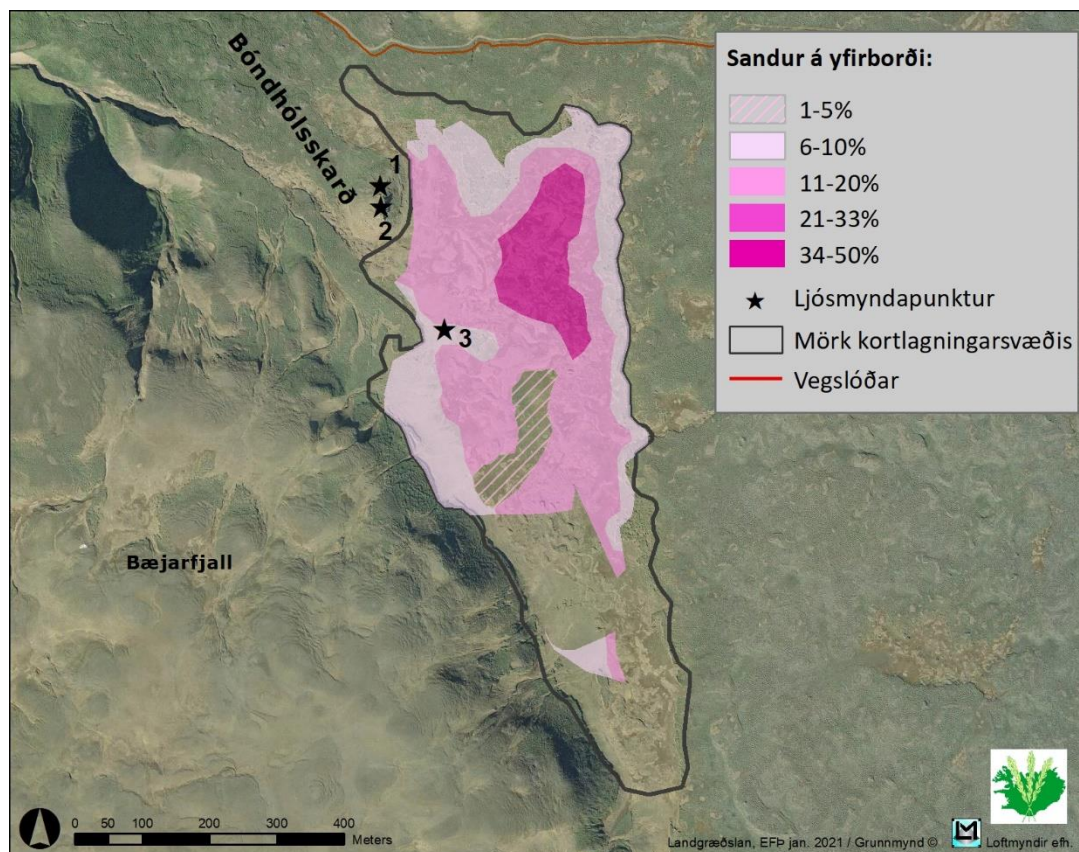 Bóndhólsskarð
1
2
3
Bæjarfjall
Sandur á yfirborði:
1-5%
6-10%
11-20%
21-33%
34-50%
Ljósmyndapunktur
Mörk kortlagningarsvæðis
Vegslóðar
0 50 100 200 300 400
Meters
Landgræðslan, EFÞ jan. 2021 / Grunnmynd © Loftmyndir ehf.